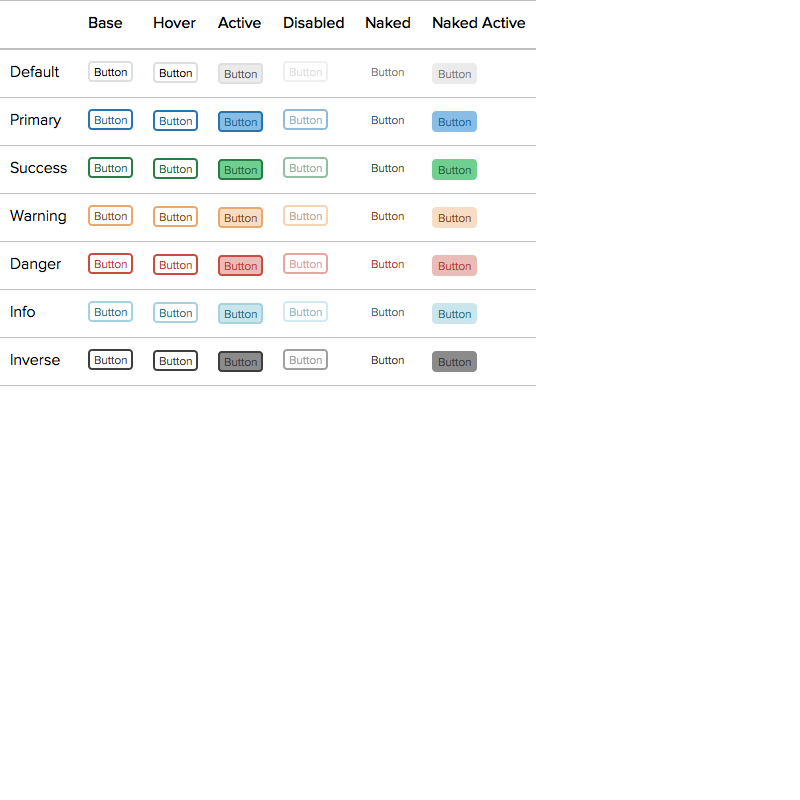 Base Hover Active Disabled Naked Naked Active
Default Button Button Button Button Button Button
Primary Button Button Button Button Button Button
Success Button Button Button Button Button Button
Warning Button Button Button Button Button Button
Danger Button Button Button Button Button Button
Info Button Button Button Button Button Button
Inverse Button Button Button Button Button Button